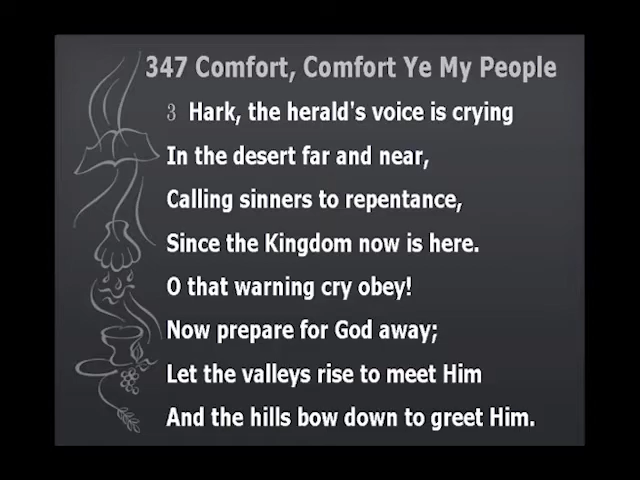 347 Comfort, Comfort Ye My People
3 Hark, the herald's voice is crying
In the desert far and near,
Calling sinners to repentance,
Since the Kingdom now is here.
O that warning cry obey!
Now prepare for God away;
Let the valleys rise to meet Him
And the hills bow down to greet Him.